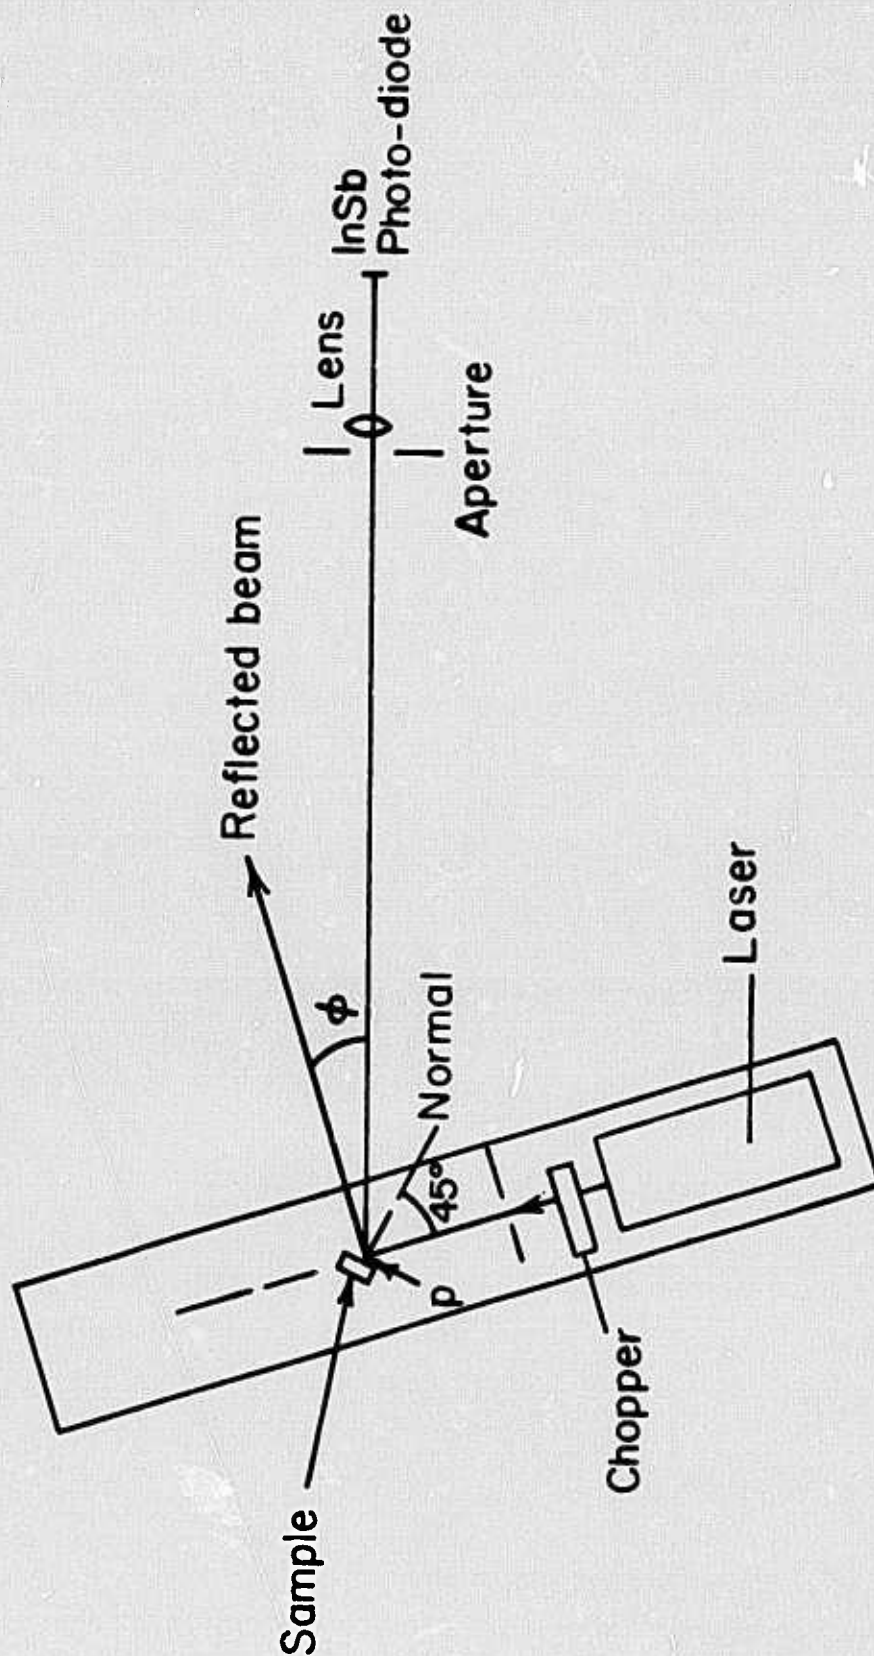 InSb
Photo-diode
Lens
Aperture
Reflected beam
φ
Normal
45°
Laser
p
Chopper
Sample